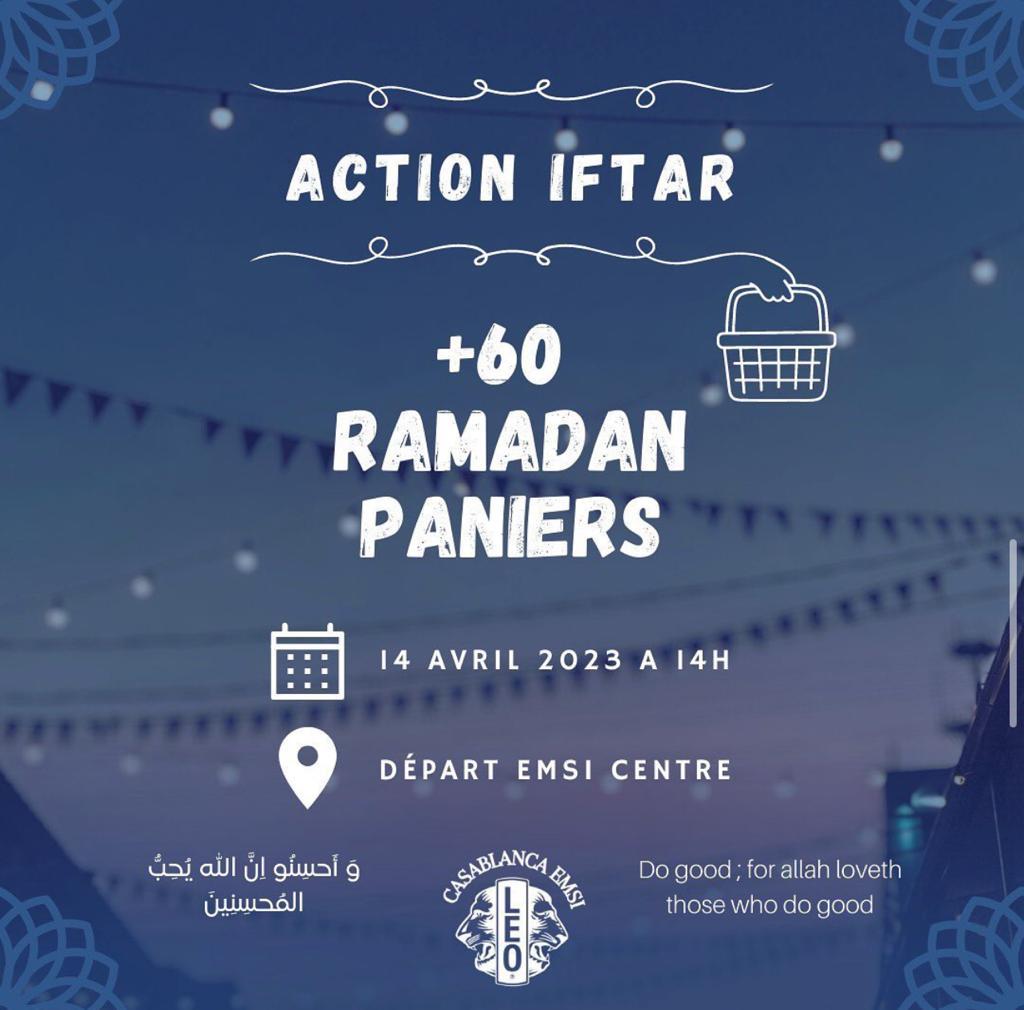 ACTION IFTAR
+60
RAMADAN
PANIERS
14 AVRIL 2023 A 14H
DÉPART EMSI CENTRE
وَ أَحسِنُو اِنَّ الله يُحِبُّ
المُحسِنِينَ
CASABLANCA EMSI
LEO
Do good ; for allah loveth
those who do good